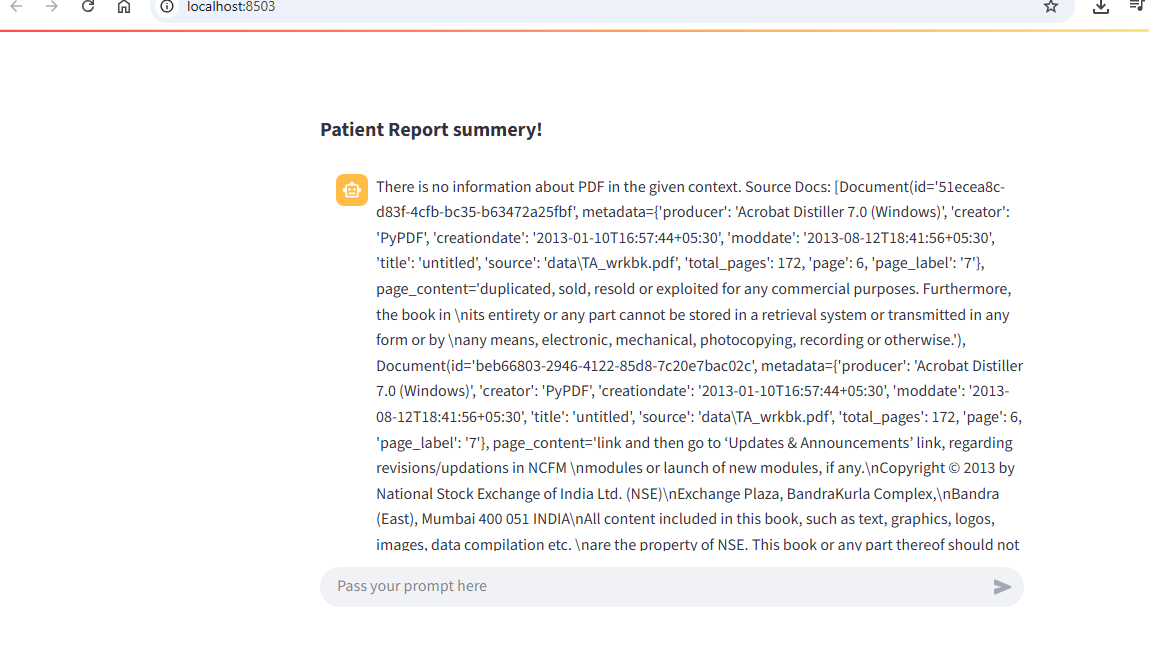 localhost:8503
Patient Report summery!
There is no information about PDF in the given context. Source Docs: [Document(id='51ecea8c-
d83f-4cfb-bc35-b63472a25fbf', metadata={'producer': 'Acrobat Distiller 7.0 (Windows)', 'creator':
'PyPDF', 'creationdate': '2013-01-10T16:57:44+05:30', 'moddate': '2013-08-12T18:41:56+05:30',
'title': 'untitled', 'source': 'data\TA_wrkbk.pdf', 'total_pages': 172, 'page': 6, 'page_label': '7'},
page_content='duplicated, sold, resold or exploited for any commercial purposes. Furthermore,
the book in \nits entirety or any part cannot be stored in a retrieval system or transmitted in any
form or by \nany means, electronic, mechanical, photocopying, recording or otherwise.'),
Document(id='beb66803-2946-4122-85d8-7c20e7bac02c', metadata={'producer': 'Acrobat Distiller
7.0 (Windows)', 'creator': 'PyPDF', 'creationdate': '2013-01-10T16:57:44+05:30', 'moddate': '2013-
08-12T18:41:56+05:30', 'title': 'untitled', 'source': 'data\TA_wrkbk.pdf', 'total_pages': 172, 'page': 6,
'page_label': '7'}, page_content='link and then go to ‘Updates & Announcements’ link, regarding
revisions/updations in NCFM \nmodules or launch of new modules, if any.\nCopyright © 2013 by
National Stock Exchange of India Ltd. (NSE)\nExchange Plaza, BandraKurla Complex,\nBandra
(East), Mumbai 400 051 INDIA\nAll content included in this book, such as text, graphics, logos,
images, data compilation etc. \nare the property of NSE. This book or any part thereof should not
Pass your prompt here